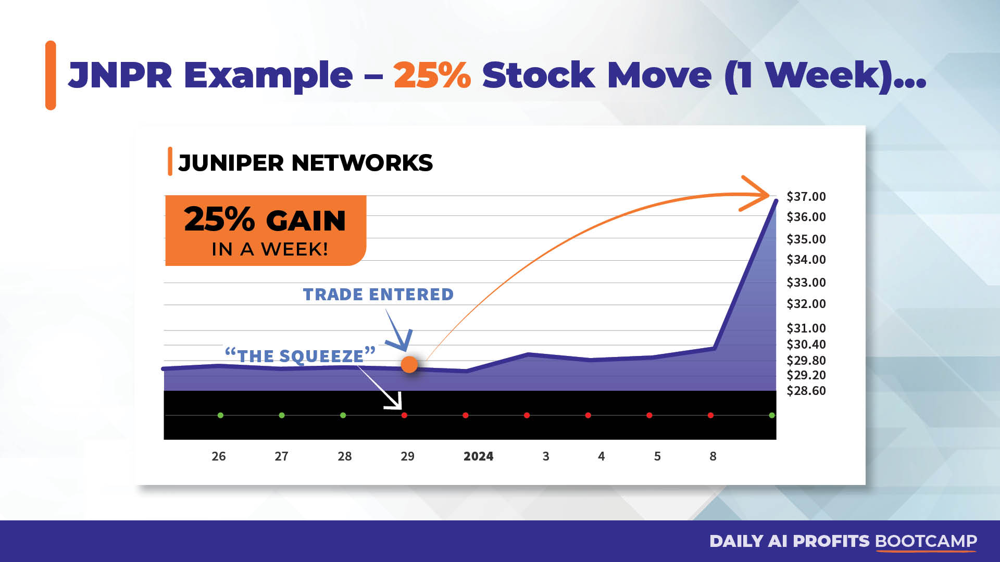 JNPR Example – 25% Stock Move (1 Week)...
JUNIPER NETWORKS
25% GAIN
IN A WEEK!
TRADE ENTERED
“THE SQUEEZE”
$37.00
$36.00
$35.00
$34.00
$33.00
$32.00
$31.00
$30.40
$29.80
$29.20
$28.60
26 27 28 29 2024 3 4 5 8
DAILY AI PROFITS BOOTCAMP